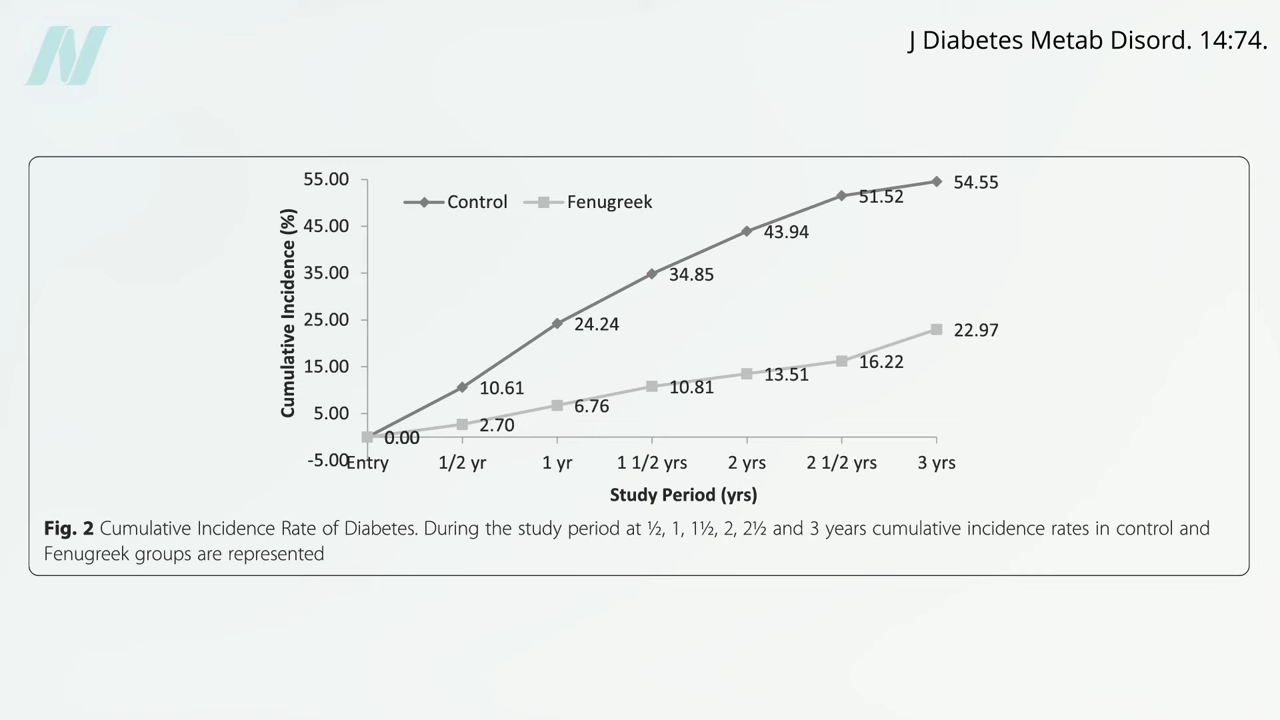 J Diabetes Metab Disord. 14:74.
55.00
45.00
35.00
25.00
15.00
5.00
-5.00
Cumulative Incidence (%)
Control
Fenugreek
54.55
51.52
43.94
34.85
24.24
10.61
0.00
2.70
6.76
10.81
13.51
16.22
22.97
Entry 1/2 yr 1 yr 1 1/2 yrs 2 yrs 2 1/2 yrs 3 yrs
Study Period (yrs)
Fig. 2 Cumulative Incidence Rate of Diabetes. During the study period at ½, 1, 1½, 2, 2½ and 3 years cumulative incidence rates in control and
Fenugreek groups are represented